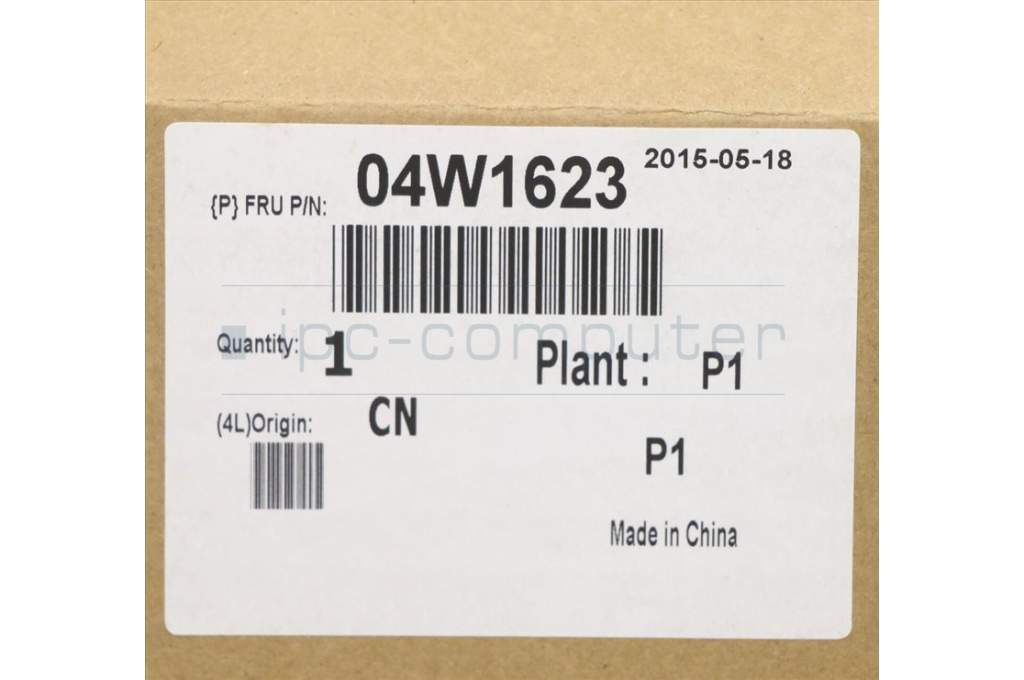 04W1623 2015-05-18
{P} FRU P/N:
ipc-computer
Quantity: 1 Plant : P1
(4L)Origin: CN
P1
Made in China